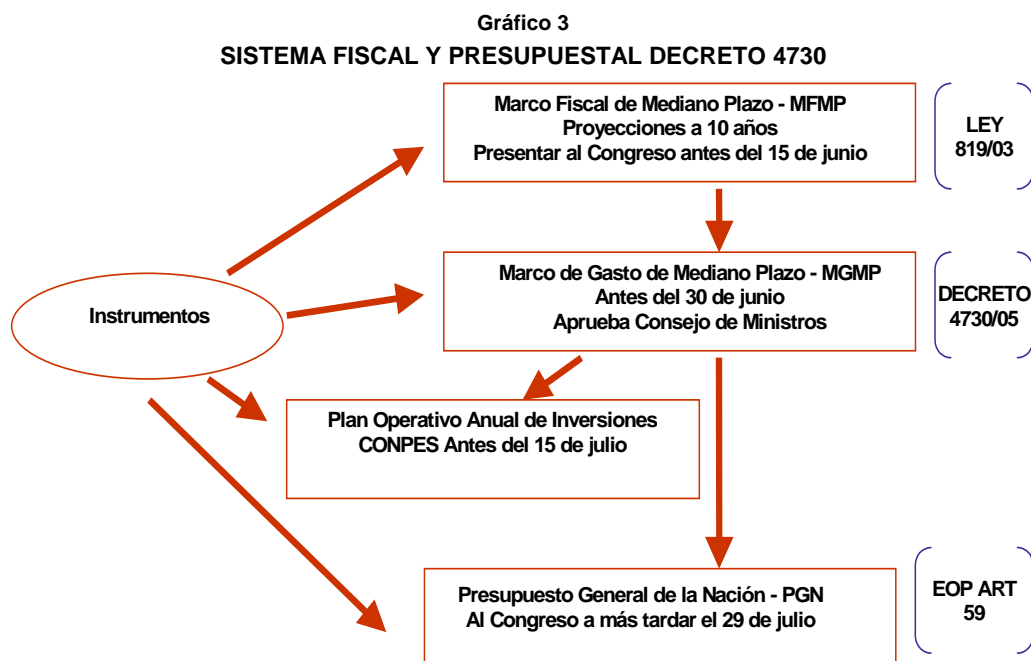 Gráfico 3
SISTEMA FISCAL Y PRESUPUESTAL DECRETO 4730
Marco Fiscal de Mediano Plazo - MFMP
Proyecciones a 10 años
Presentar al Congreso antes del 15 de junio
LEY
819/03
Marco de Gasto de Mediano Plazo - MGMP
Antes del 30 de junio
Aprueba Consejo de Ministros
DECRETO
4730/05
Instrumentos
Plan Operativo Anual de Inversiones
CONPES Antes del 15 de julio
Presupuesto General de la Nación - PGN
Al Congreso a más tardar el 29 de julio
EOP ART
59